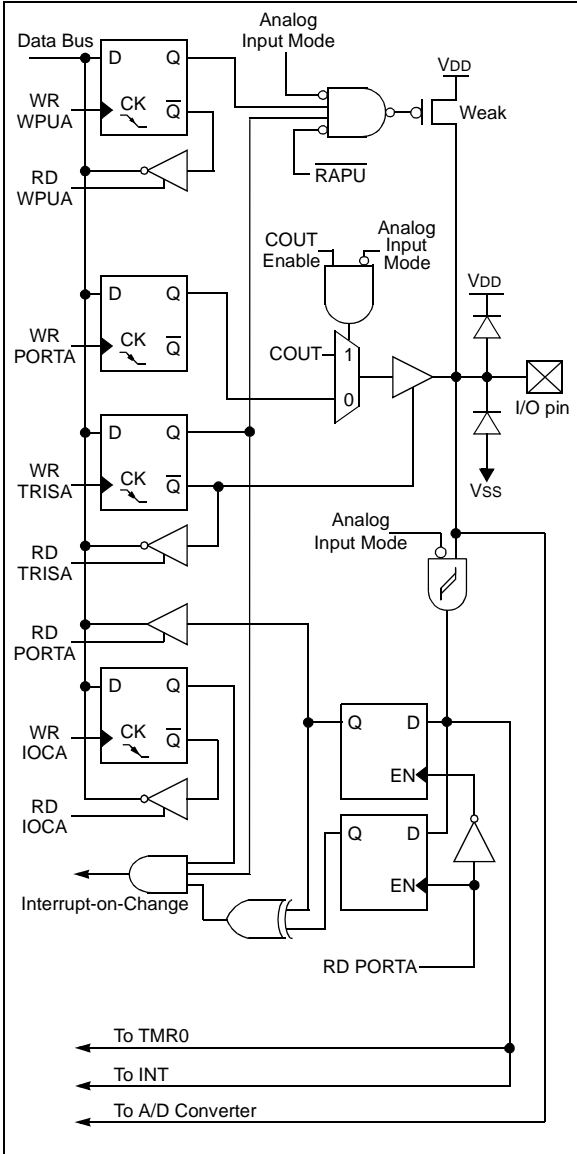 Data Bus
D Q
WR
WPUA
CK
Q
RD
WPUA
Analog
Input Mode
VDD
Weak
RAPU
COUT
Enable
Analog
Input
Mode
D Q
WR
PORTA
CK
Q
COUT
1
0
VDD
I/O pin
VSS
D Q
WR
TRISA
CK
Q
RD
TRISA
Analog
Input Mode
RD
PORTA
D Q
WR
IOCA
CK
Q
RD
IOCA
Q D
EN
Q D
EN
Interrupt-on-Change
RD PORTA
To TMR0
To INT
To A/D Converter